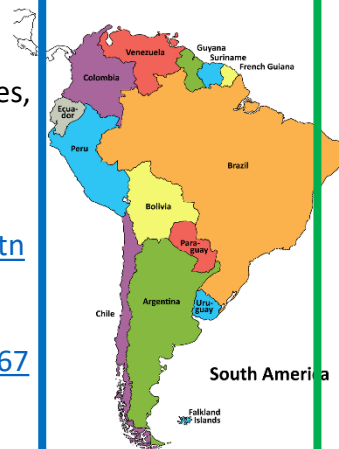 Venezuela
Guyana
Suriname
French Guiana
Colombia
es,
Ecua-
dor
Peru
Brazil
Bolivia
tn
Para-
guay
Argentina
Uru-
guay
Chile
67
South America
Falkland
Islands